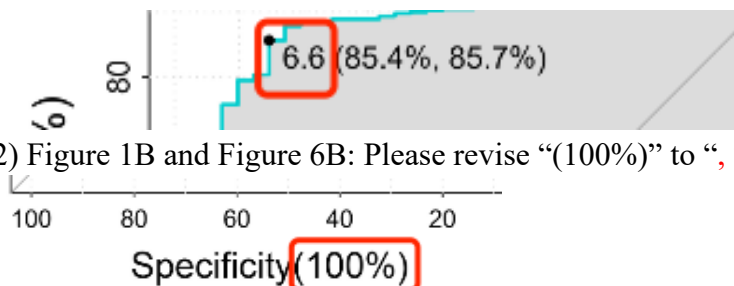 6.6 (85.4%, 85.7%)
80
%)
2) Figure 1B and Figure 6B: Please revise “(100%)” to “,
100 80 60 40 20
Specificity(100%)